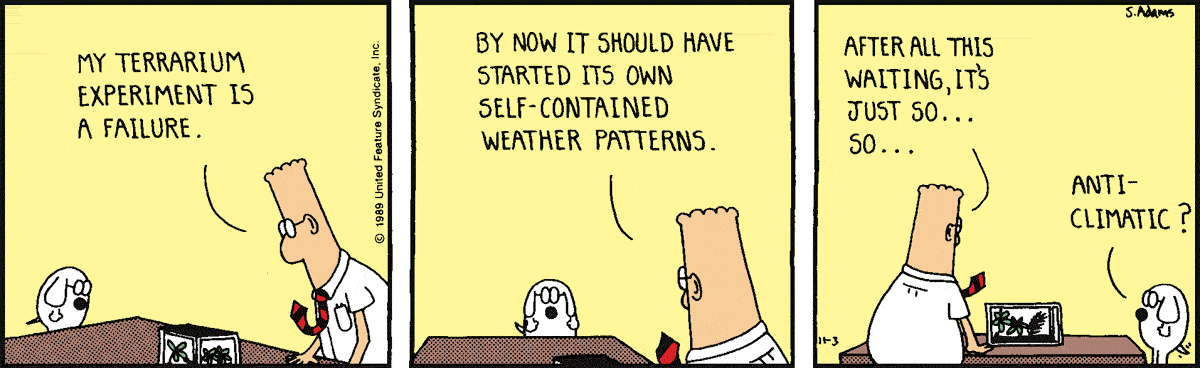 MY TERRARIUM
EXPERIMENT IS
A FAILURE.
© 1989 United Feature Syndicate, Inc.
BY NOW IT SHOULD HAVE
STARTED ITS OWN
SELF-CONTAINED
WEATHER PATTERNS.
S.Adams
AFTER ALL THIS
WAITING, IT'S
JUST SO...
SO...
ANTI-
CLIMATIC?
11-3